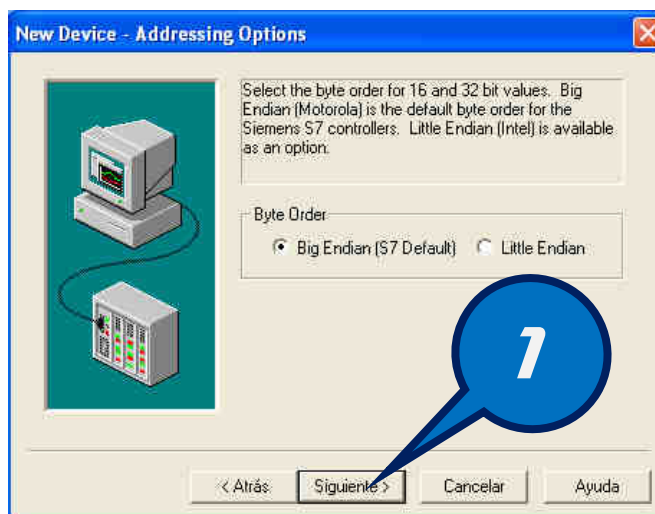 New Device - Addressing Options
Select the byte order for 16 and 32 bit values. Big
Endian (Motorola) is the default byte order for the
Siemens S7 controllers. Little Endian (Intel) is available
as an option.
Byte Order
Big Endian (S7 Default) Little Endian
7
< Atrás Siguiente > Cancelar Ayuda